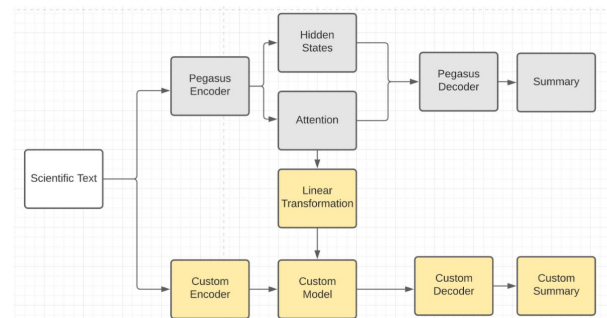 Hidden
States
Pegasus
Encoder
Pegasus
Decoder
Summary
Attention
Scientific Text
Linear
Transformation
Custom
Encoder
Custom
Model
Custom
Decoder
Custom
Summary